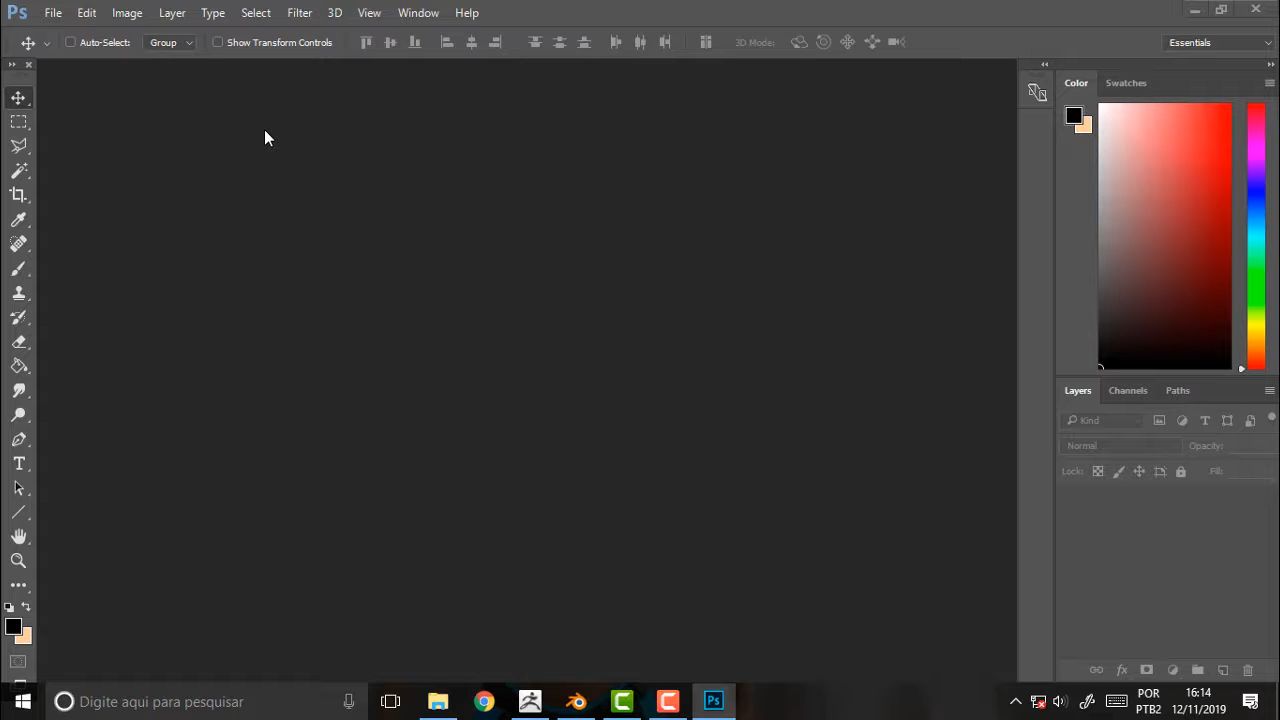 Ps File Edit Image Layer Type Select Filter 3D View Window Help
Auto-Select: Group Show Transform Controls 3D Mode: Essentials
Color Swatches
Layers Channels Paths
Kind
Normal Opacity:
Lock: Fill:
Digite aqui para pesquisar
Ps
POR
PTB2
16:14
12/11/2019